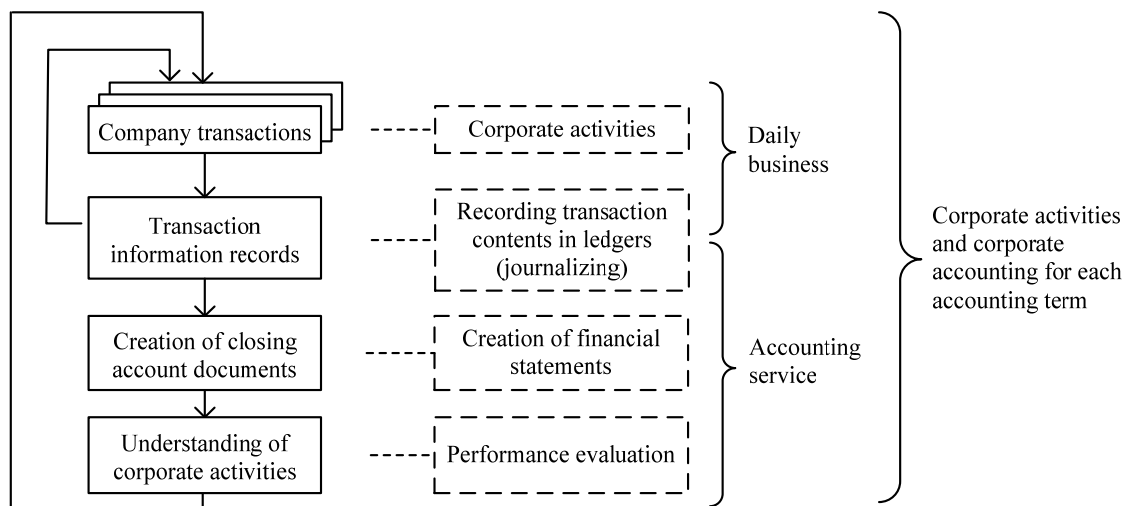 Company transactions
Corporate activities
Daily
business
Transaction
information records
Recording transaction
contents in ledgers
(journalizing)
Corporate activities
and corporate
accounting for each
accounting term
Creation of closing
account documents
Creation of financial
statements
Accounting
service
Understanding of
corporate activities
Performance evaluation